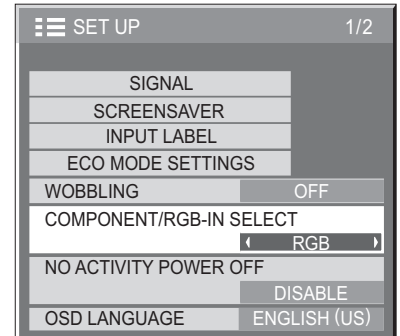 SET UP 1/2
SIGNAL
SCREENSAVER
INPUT LABEL
ECO MODE SETTINGS
WOBBLING OFF
COMPONENT/RGB-IN SELECT
RGB
NO ACTIVITY POWER OFF
DISABLE
OSD LANGUAGE ENGLISH (US)